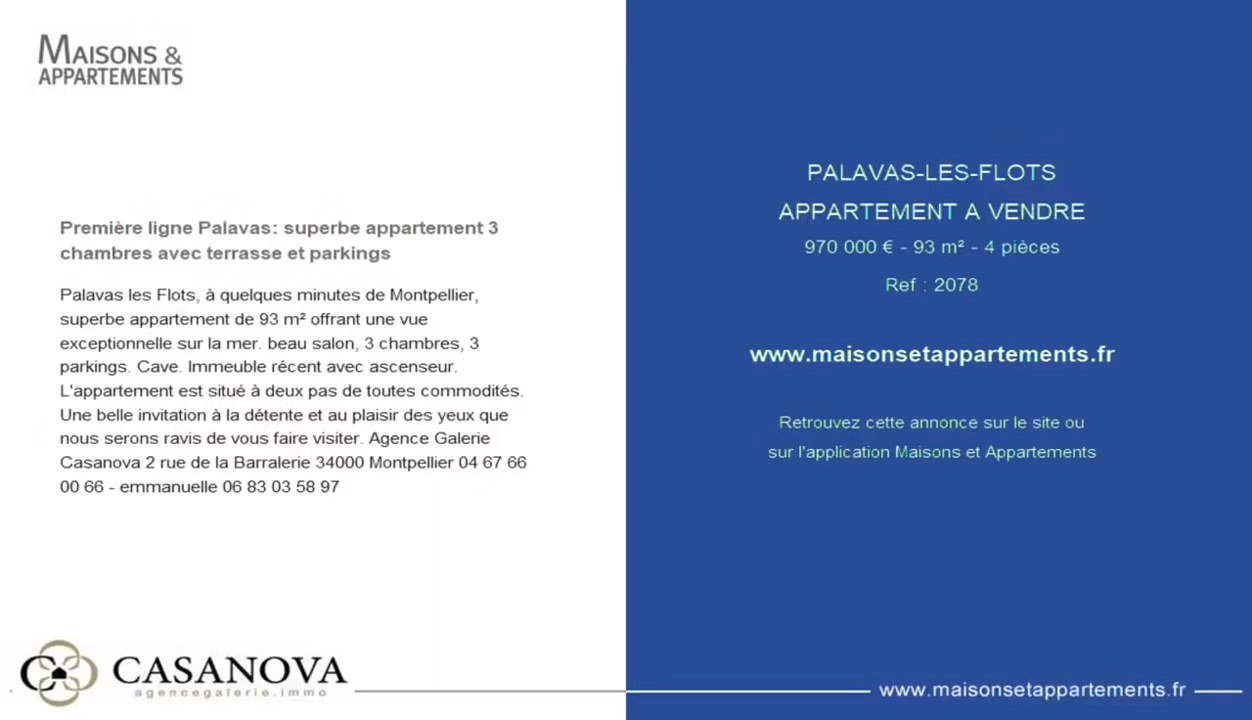 MAISONS &
APPARTEMENTS
Première ligne Palavas: superbe appartement 3
chambres avec terrasse et parkings
Palavas les Flots, à quelques minutes de Montpellier,
superbe appartement de 93 m² offrant une vue
exceptionnelle sur la mer. beau salon, 3 chambres, 3
parkings. Cave. Immeuble récent avec ascenseur.
L'appartement est situé à deux pas de toutes commodités.
Une belle invitation à la détente et au plaisir des yeux que
nous serons ravis de vous faire visiter. Agence Galerie
Casanova 2 rue de la Barralerie 34000 Montpellier 04 67 66
00 66 - emmanuelle 06 83 03 58 97
CASANOVA
agencegalerie.immo
PALAVAS-LES-FLOTS
APPARTEMENT A VENDRE
970 000 € - 93 m² - 4 pièces
Ref : 2078
www.maisonsetappartements.fr
Retrouvez cette annonce sur le site ou
sur l'application Maisons et Appartements
www.maisonsetappartements.fr